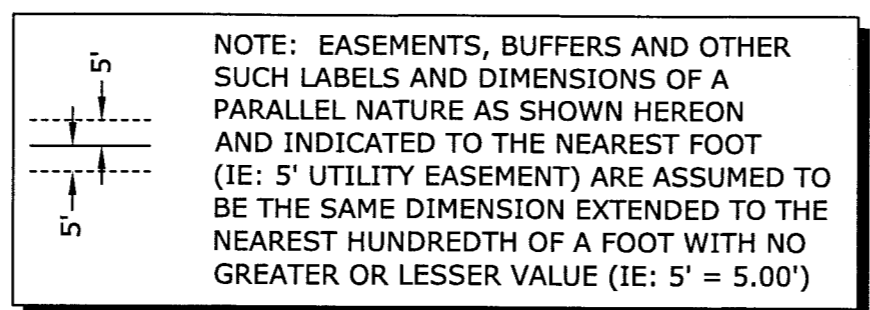 5'
5'
NOTE: EASEMENTS, BUFFERS AND OTHER
SUCH LABELS AND DIMENSIONS OF A
PARALLEL NATURE AS SHOWN HEREON
AND INDICATED TO THE NEAREST FOOT
(IE: 5' UTILITY EASEMENT) ARE ASSUMED TO
BE THE SAME DIMENSION EXTENDED TO THE
NEAREST HUNDREDTH OF A FOOT WITH NO
GREATER OR LESSER VALUE (IE: 5' = 5.00')